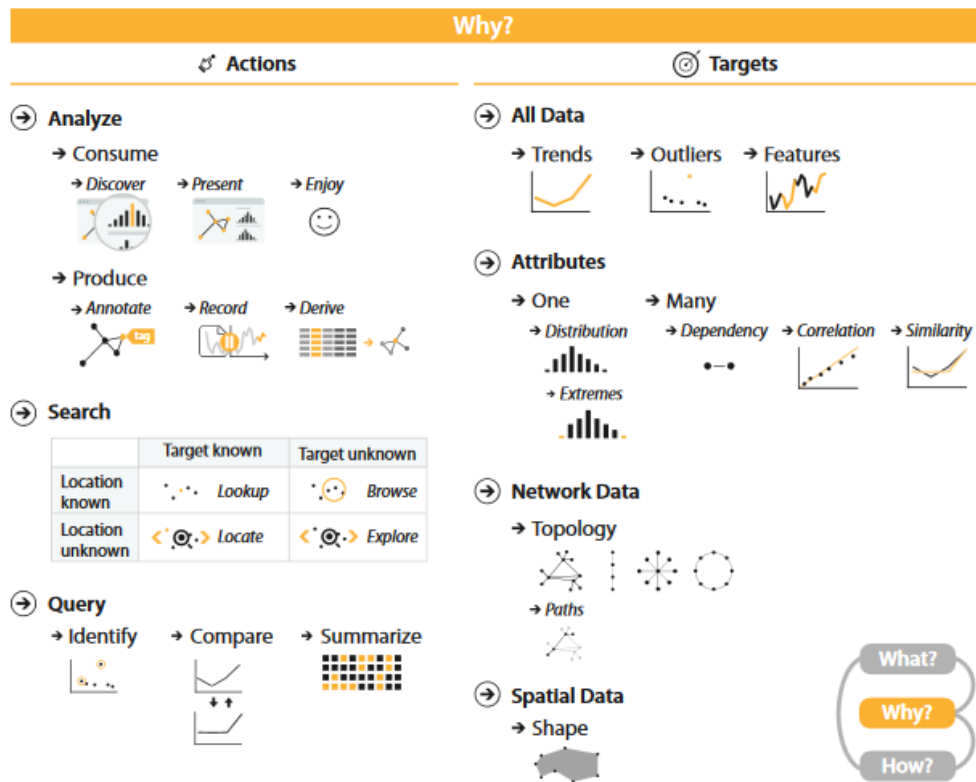 Why?
Actions
Analyze
→ Consume
→ Discover → Present → Enjoy
→ Produce
→ Annotate → Record → Derive
tag
Search
Target known Target unknown
Location known Lookup Browse
Location unknown Locate Explore
Query
→ Identify → Compare → Summarize
Targets
All Data
→ Trends → Outliers → Features
Attributes
→ One → Many
→ Distribution → Dependency → Correlation → Similarity
→ Extremes
Network Data
→ Topology
→ Paths
Spatial Data
→ Shape
What?
Why?
How?